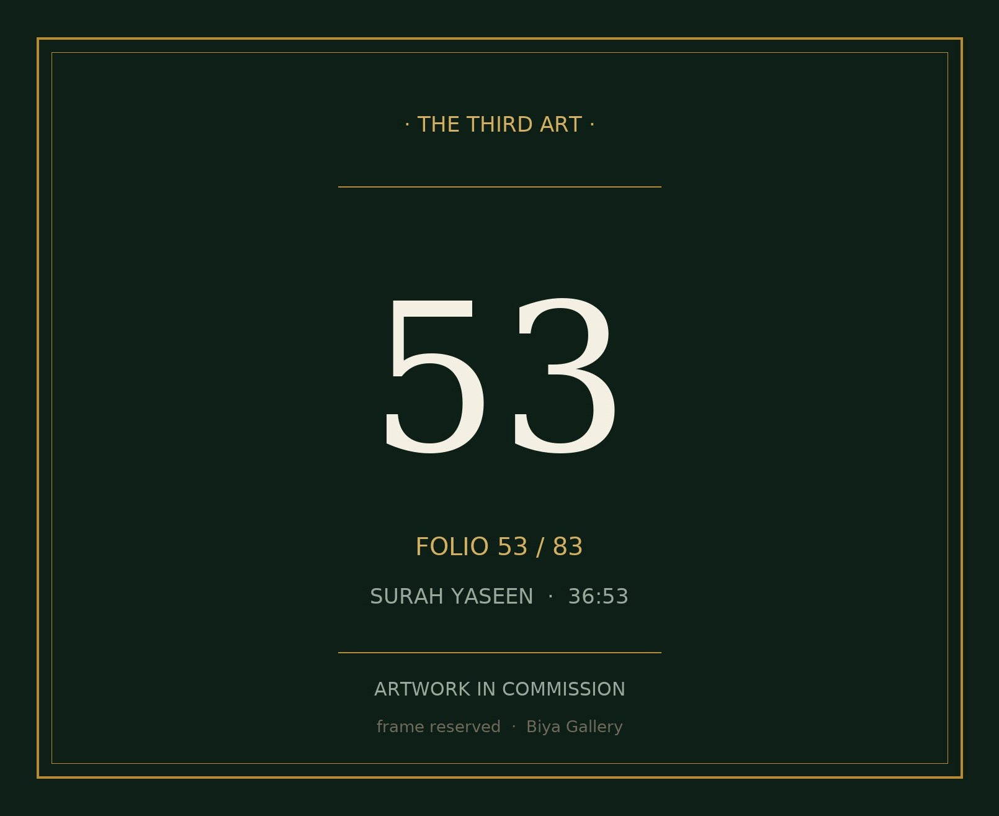 · THE THIRD ART ·
53
FOLIO 53 / 83
SURAH YASEEN · 36:53
ARTWORK IN COMMISSION
frame reserved · Biya Gallery